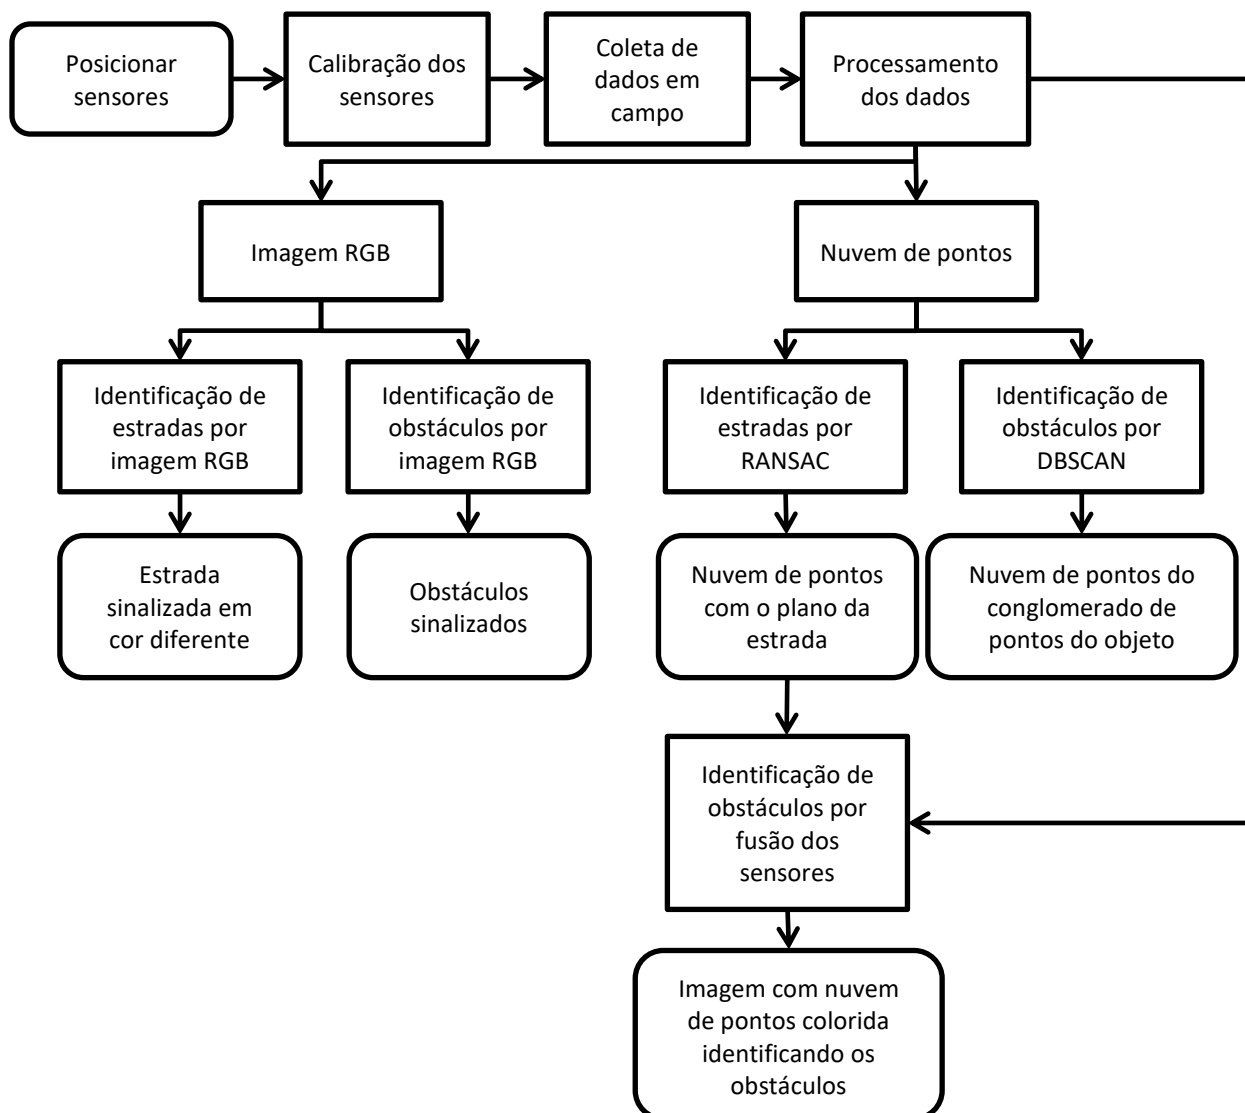 Posicionar
sensores
Calibração dos
sensores
Coleta de
dados em
campo
Processamento
dos dados
Imagem RGB
Nuvem de pontos
Identificação de
estradas por
imagem RGB
Identificação de
obstáculos por
imagem RGB
Identificação de
estradas por
RANSAC
Identificação de
obstáculos por
DBSCAN
Estrada
sinalizada em
cor diferente
Obstáculos
sinalizados
Nuvem de pontos
com o plano da
estrada
Nuvem de pontos do
conglomerado de
pontos do objeto
Identificação de
obstáculos por
fusão dos
sensores
Imagem com nuvem
de pontos colorida
identificando os
obstáculos